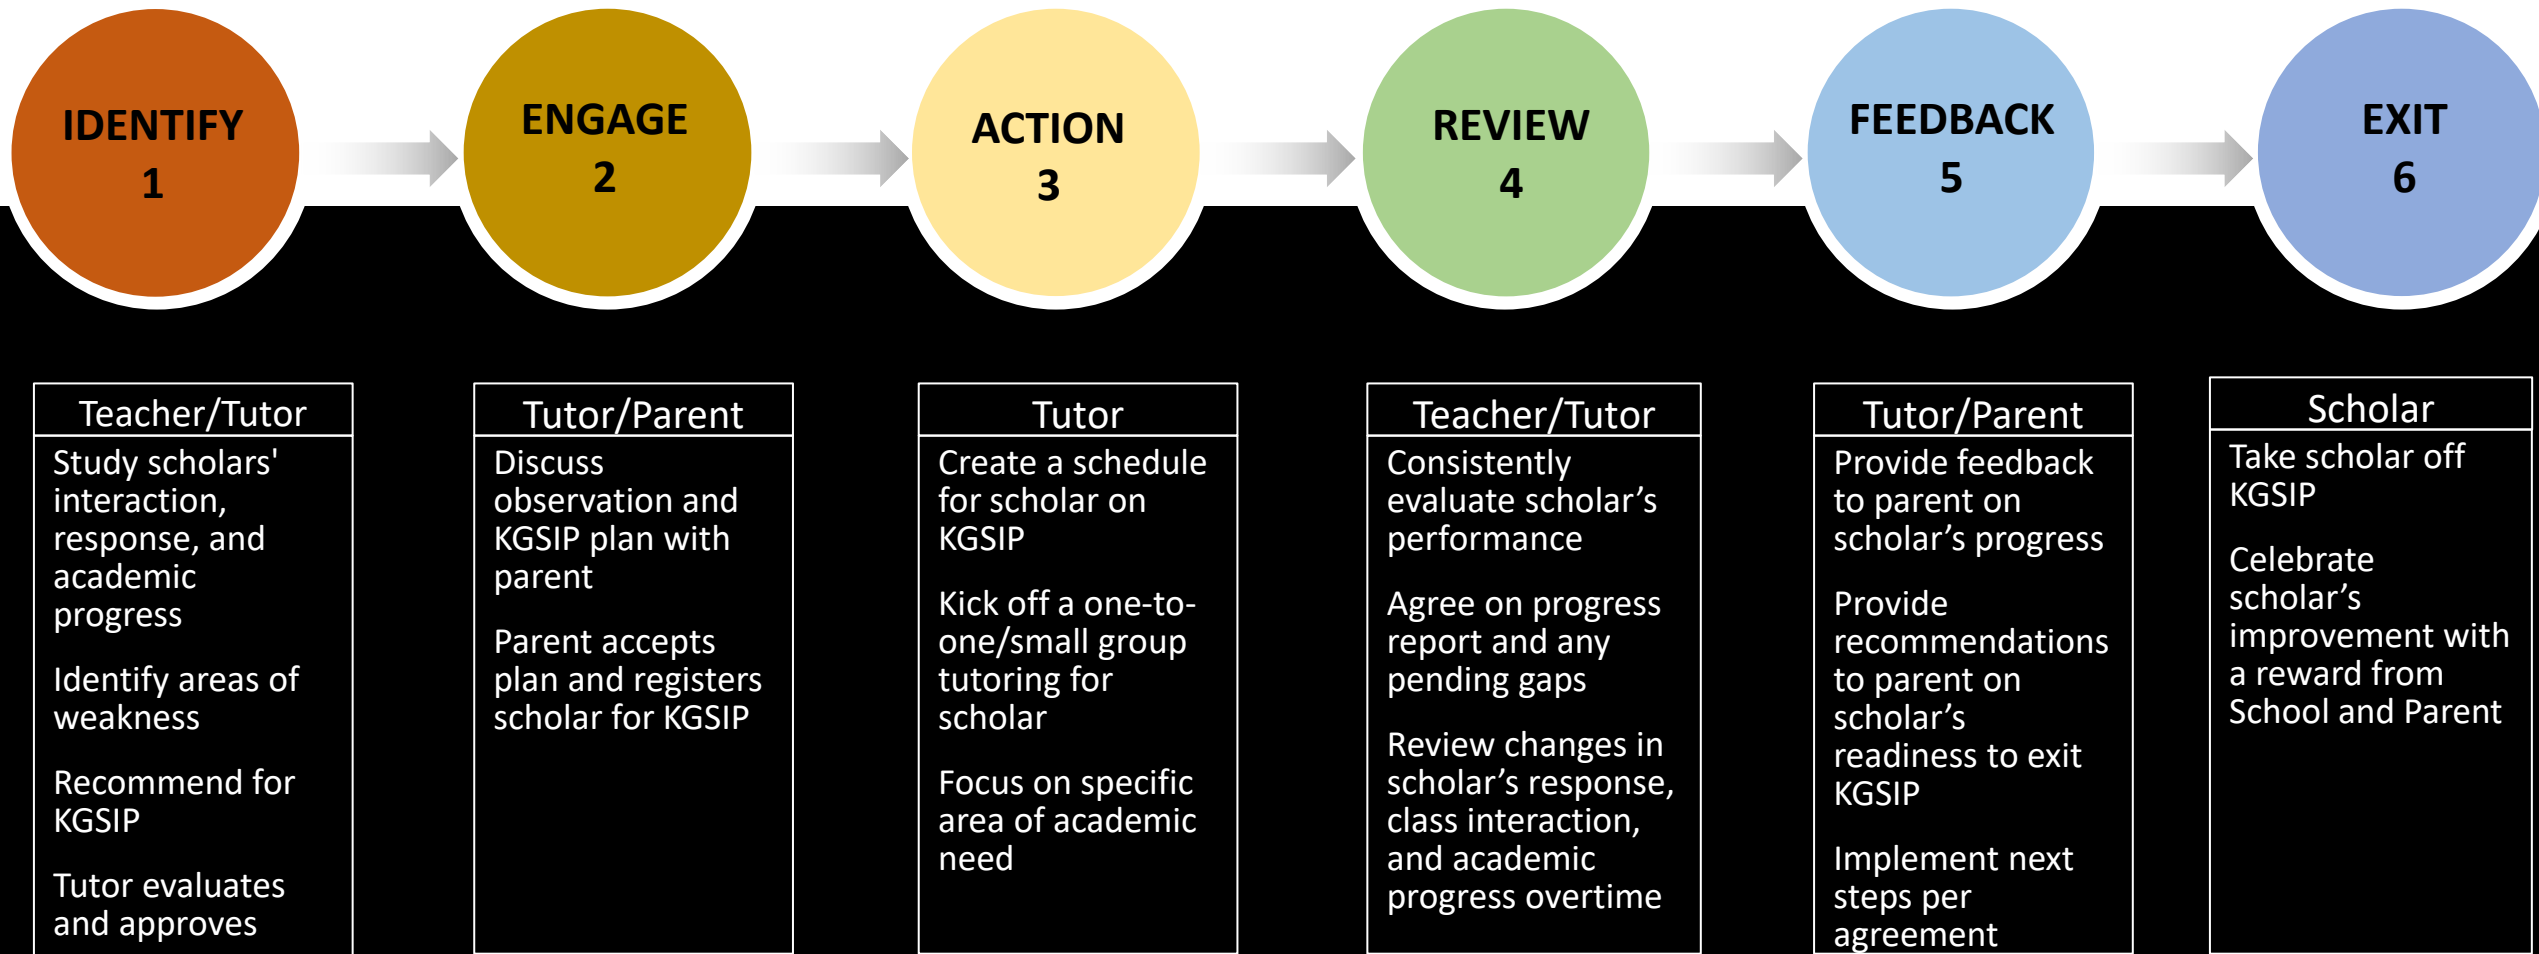 IDENTIFY
1
ENGAGE
2
ACTION
3
REVIEW
4
FEEDBACK
5
EXIT
6
Teacher/Tutor
Study scholars'
interaction,
response, and
academic
progress
Identify areas of
weakness
Recommend for
KGSIP
Tutor evaluates
and approves
Tutor/Parent
Discuss
observation and
KGSIP plan with
parent
Parent accepts
plan and registers
scholar for KGSIP
Tutor
Create a schedule
for scholar on
KGSIP
Kick off a one-to-
one/small group
tutoring for
scholar
Focus on specific
area of academic
need
Teacher/Tutor
Consistently
evaluate scholar’s
performance
Agree on progress
report and any
pending gaps
Review changes in
scholar’s response,
class interaction,
and academic
progress overtime
Tutor/Parent
Provide feedback
to parent on
scholar’s progress
Provide
recommendations
to parent on
scholar’s
readiness to exit
KGSIP
Implement next
steps per
agreement
Scholar
Take scholar off
KGSIP
Celebrate
scholar’s
improvement with
a reward from
School and Parent